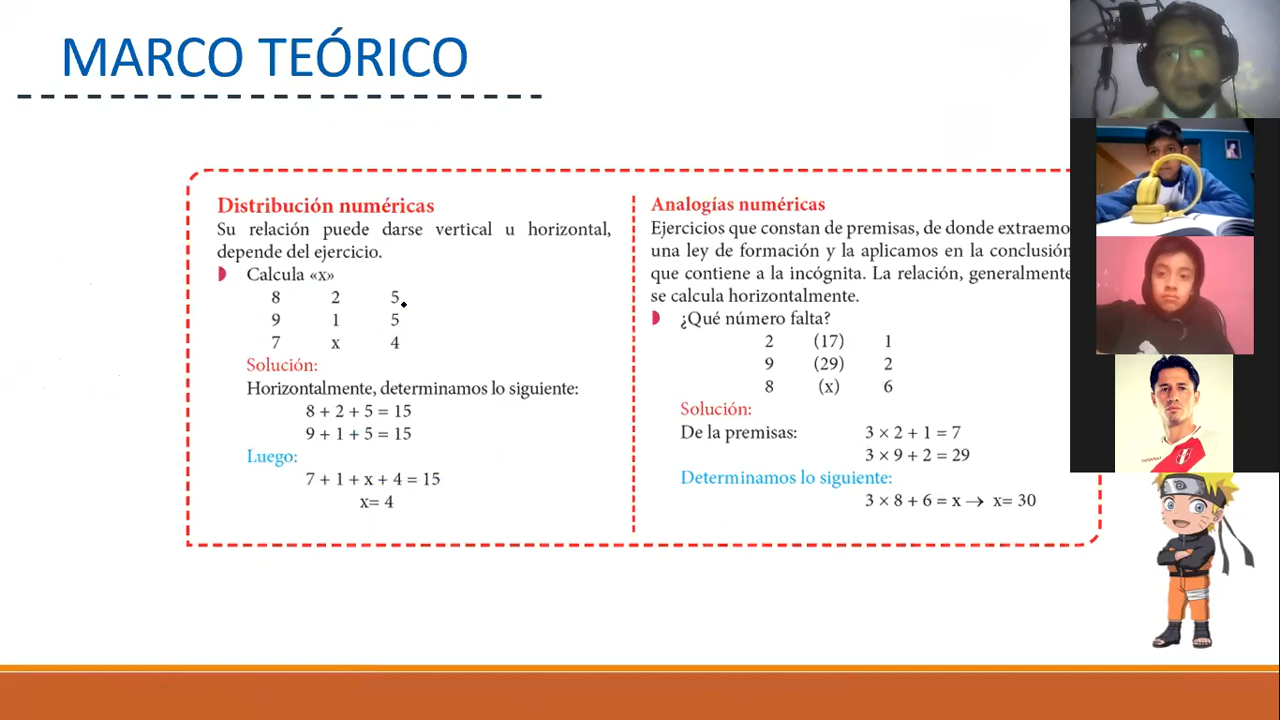 MARCO TEÓRICO
Distribución numéricas
Su relación puede darse vertical u horizontal,
depende del ejercicio.
Calcula «x»
8 2 5
9 1 5
7 x 4
Solución:
Horizontalmente, determinamos lo siguiente:
8 + 2 + 5 = 15
9 + 1 + 5 = 15
Luego:
7 + 1 + x + 4 = 15
x= 4
Analogías numéricas
Ejercicios que constan de premisas, de donde extraemo
una ley de formación y la aplicamos en la conclusión
que contiene a la incógnita. La relación, generalmente
se calcula horizontalmente.
¿Qué número falta?
2 (17) 1
9 (29) 2
8 (x) 6
Solución:
De la premisas: 3 × 2 + 1 = 7
3 × 9 + 2 = 29
Determinamos lo siguiente:
3 × 8 + 6 = x → x= 30